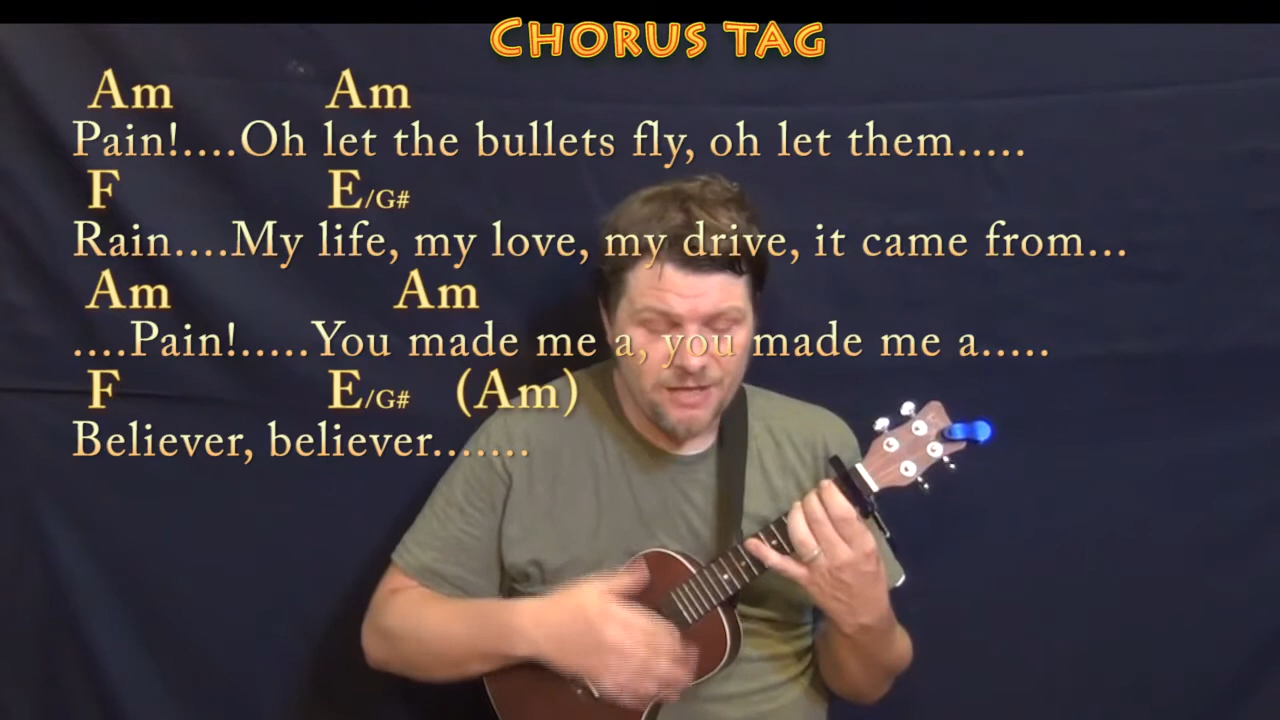 CHORUS TAG
Am Am
Pain!....Oh let the bullets fly, oh let them.....
F E/G#
Rain....My life, my love, my drive, it came from...
Am Am
....Pain!.....You made me a, you made me a.....
F E/G# (Am)
Believer, believer.......